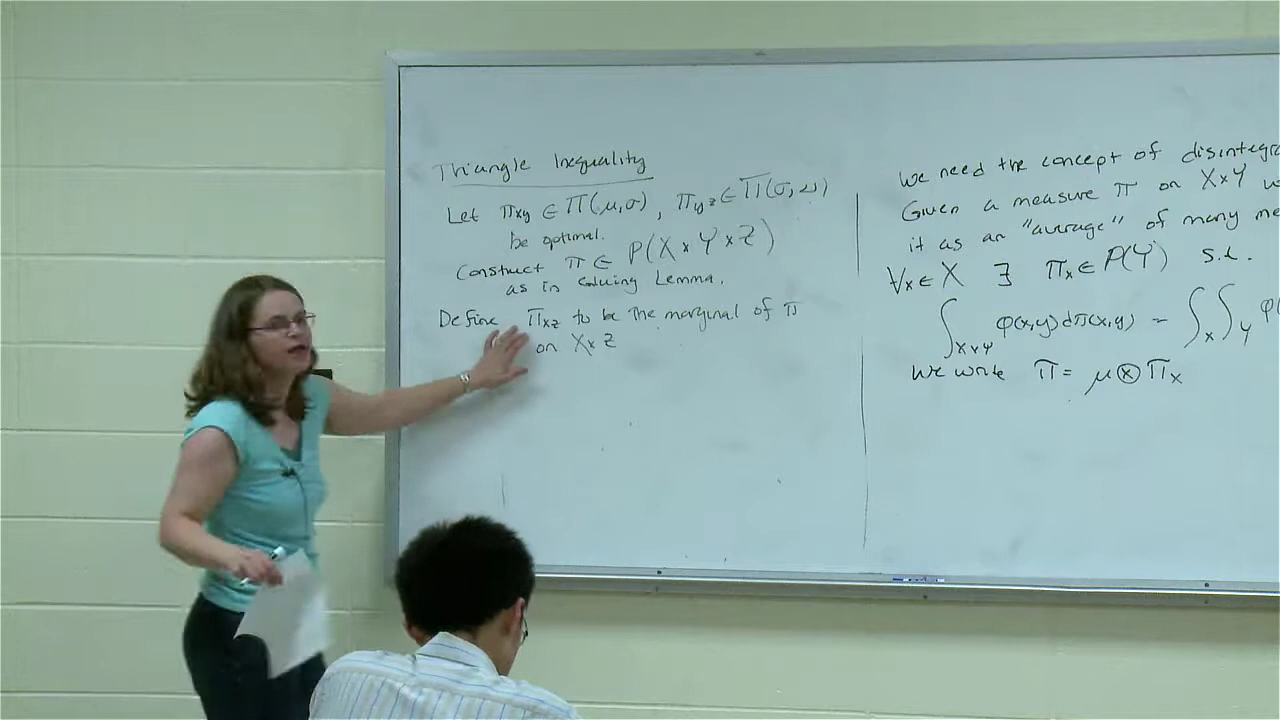 Triangle Inequality
Let π_xy ∈ Π(μ,σ), π_yz ∈ Π(σ,ν)
be optimal.
Construct π ∈ P(X×Y×Z)
as in Gluing Lemma.
Define π_xz to be the marginal of π
on X×Z
We need the concept of disintegra
Given a measure π on X×Y w
it as an "average" of many me
∀x∈X ∃ π_x∈P(Y) s.t.
∫_X×Y φ(x,y)dπ(x,y) = ∫_X ∫_Y φ(
We write π = μ⊗π_x